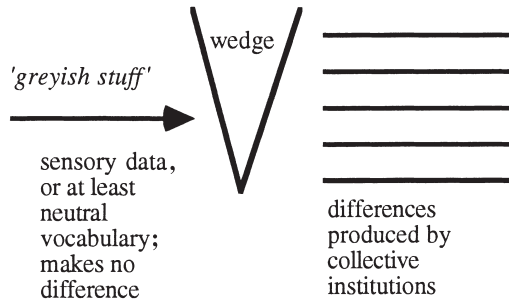 wedge
'greyish stuff'
sensory data,
or at least
neutral
vocabulary;
makes no
difference
differences
produced by
collective
institutions